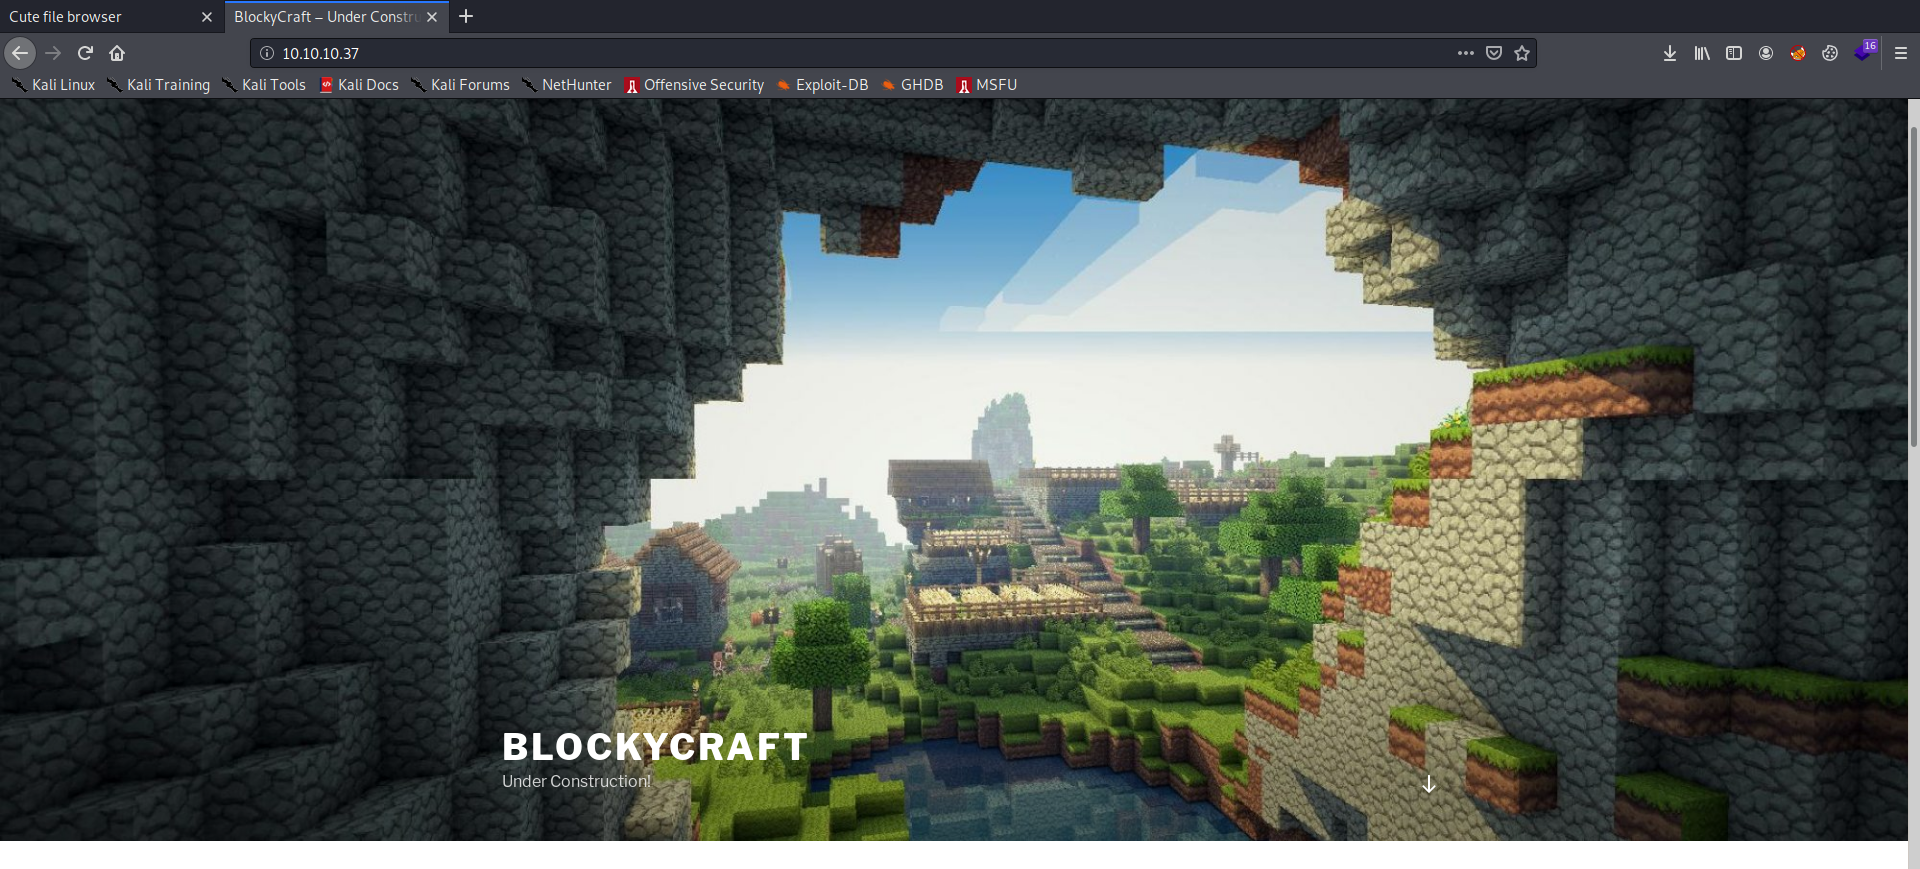 Cute file browser
BlockyCraft – Under Constru
10.10.10.37
16
Kali Linux Kali Training Kali Tools Kali Docs Kali Forums NetHunter Offensive Security Exploit-DB GHDB MSFU
BLOCKYCRAFT
Under Construction!